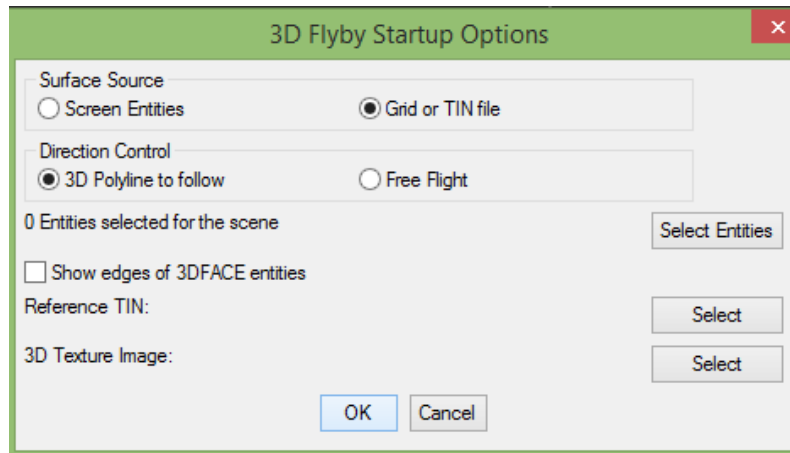 3D Flyby Startup Options
Surface Source
Screen Entities Grid or TIN file
Direction Control
3D Polyline to follow Free Flight
0 Entities selected for the scene Select Entities
Show edges of 3DFACE entities
Reference TIN: Select
3D Texture Image: Select
OK Cancel